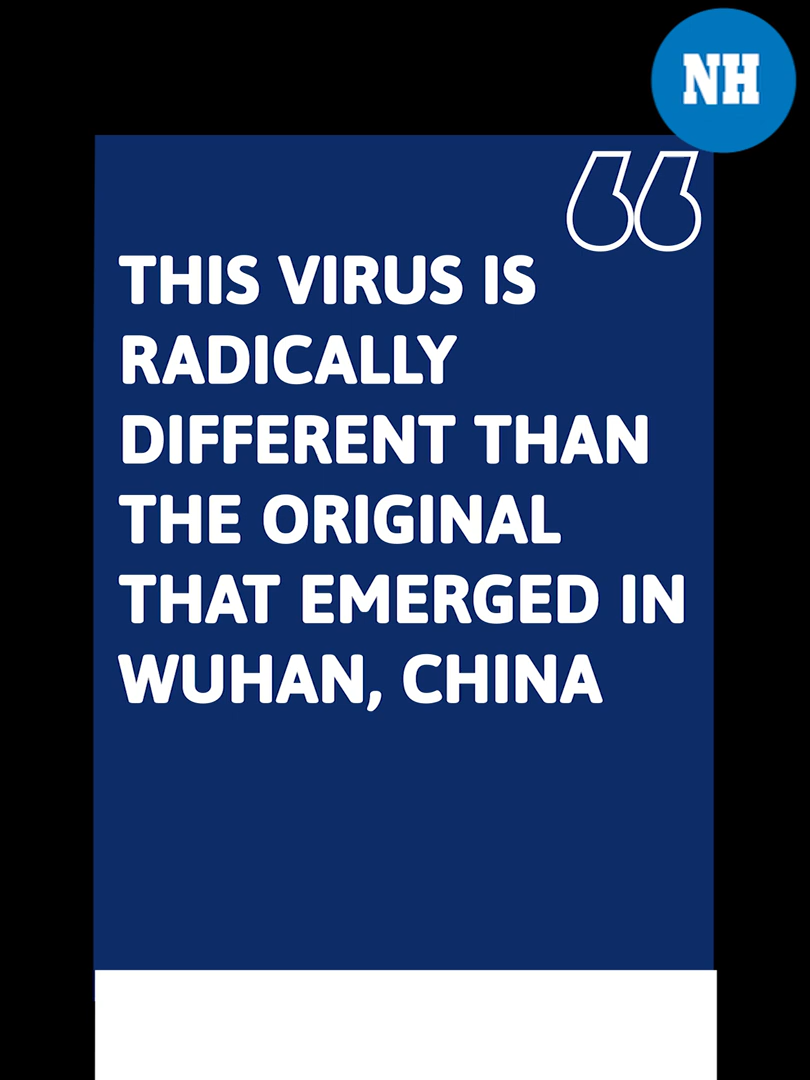 NH
THIS VIRUS IS
RADICALLY
DIFFERENT THAN
THE ORIGINAL
THAT EMERGED IN
WUHAN, CHINA